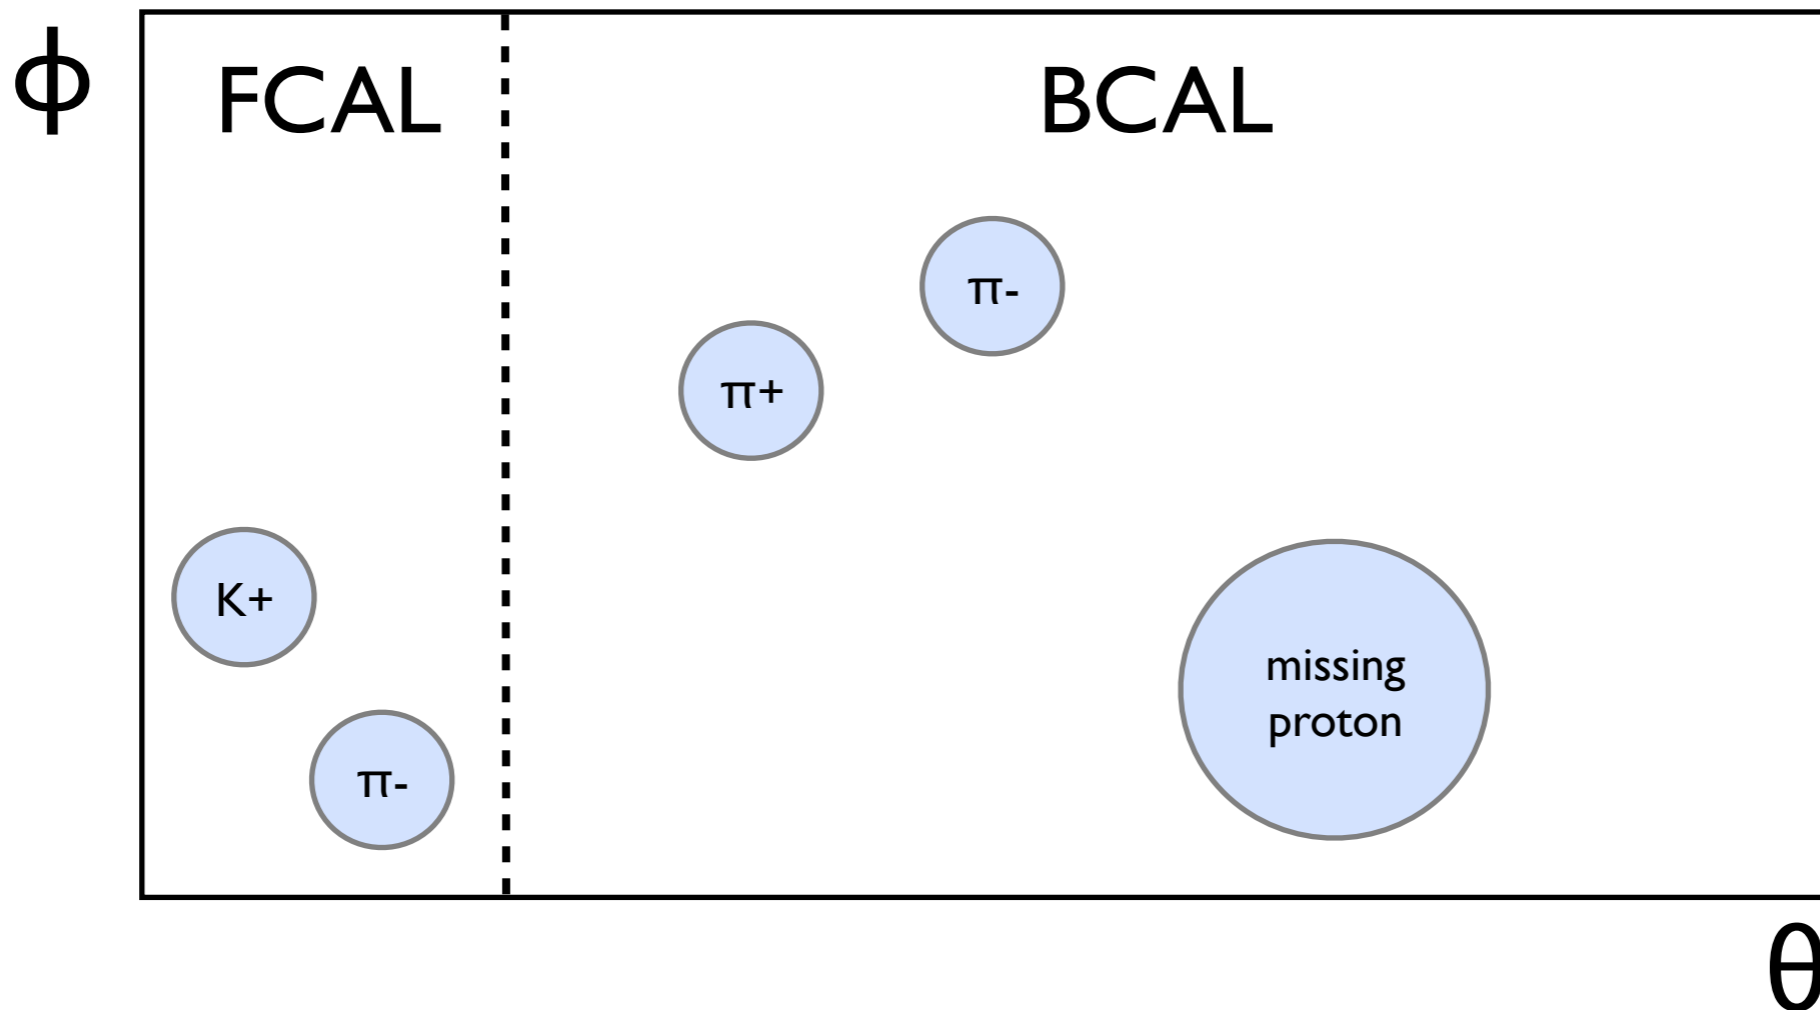 ϕ
FCAL
BCAL
π-
π+
K+
missing
proton
π-
θ